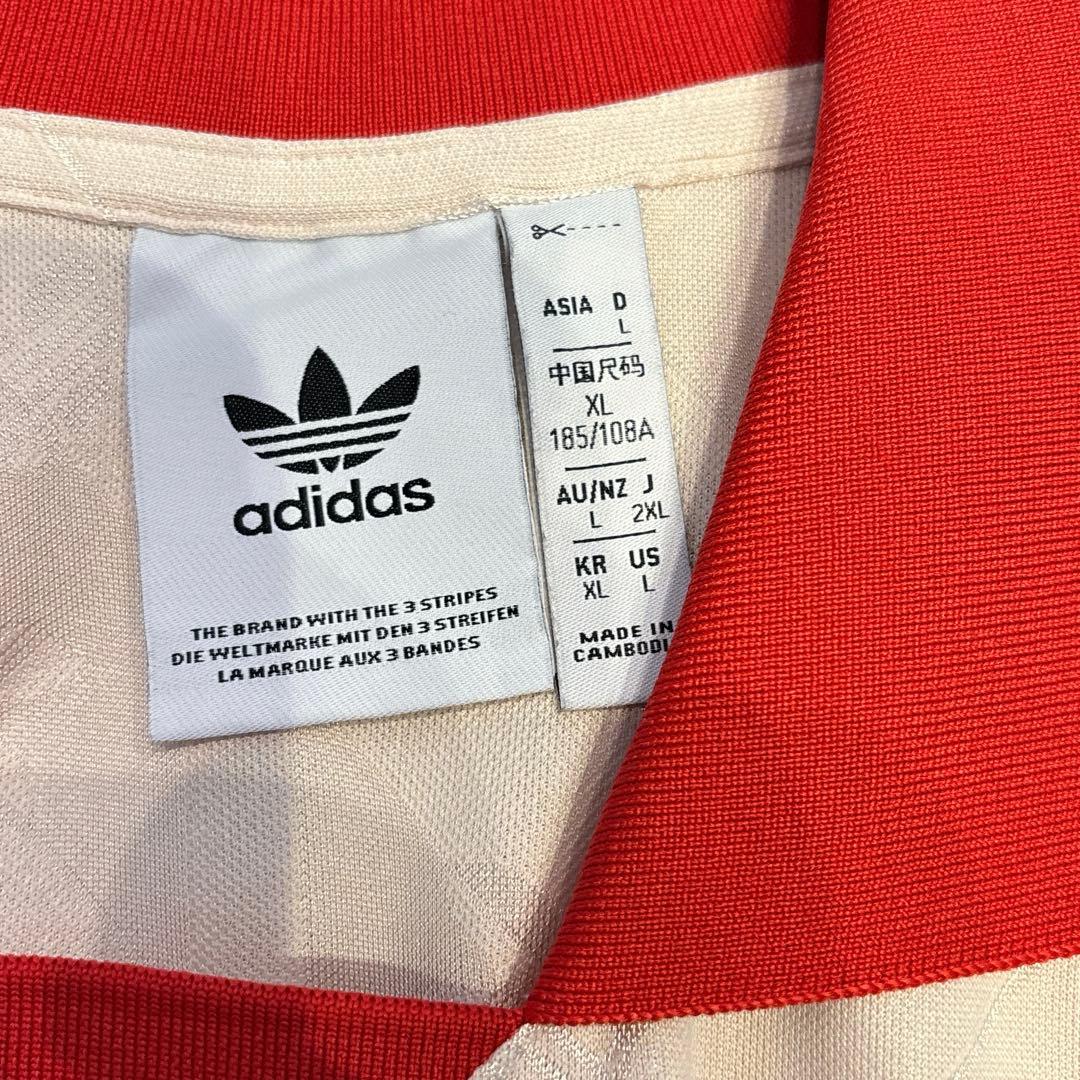 adidas
THE BRAND WITH THE 3 STRIPES
DIE WELTMARKE MIT DEN 3 STREIFEN
LA MARQUE AUX 3 BANDES
ASIA D
L
中国尺码
XL
185/108A
AU/NZ J
L 2XL
KR US
XL L
MADE IN
CAMBODI